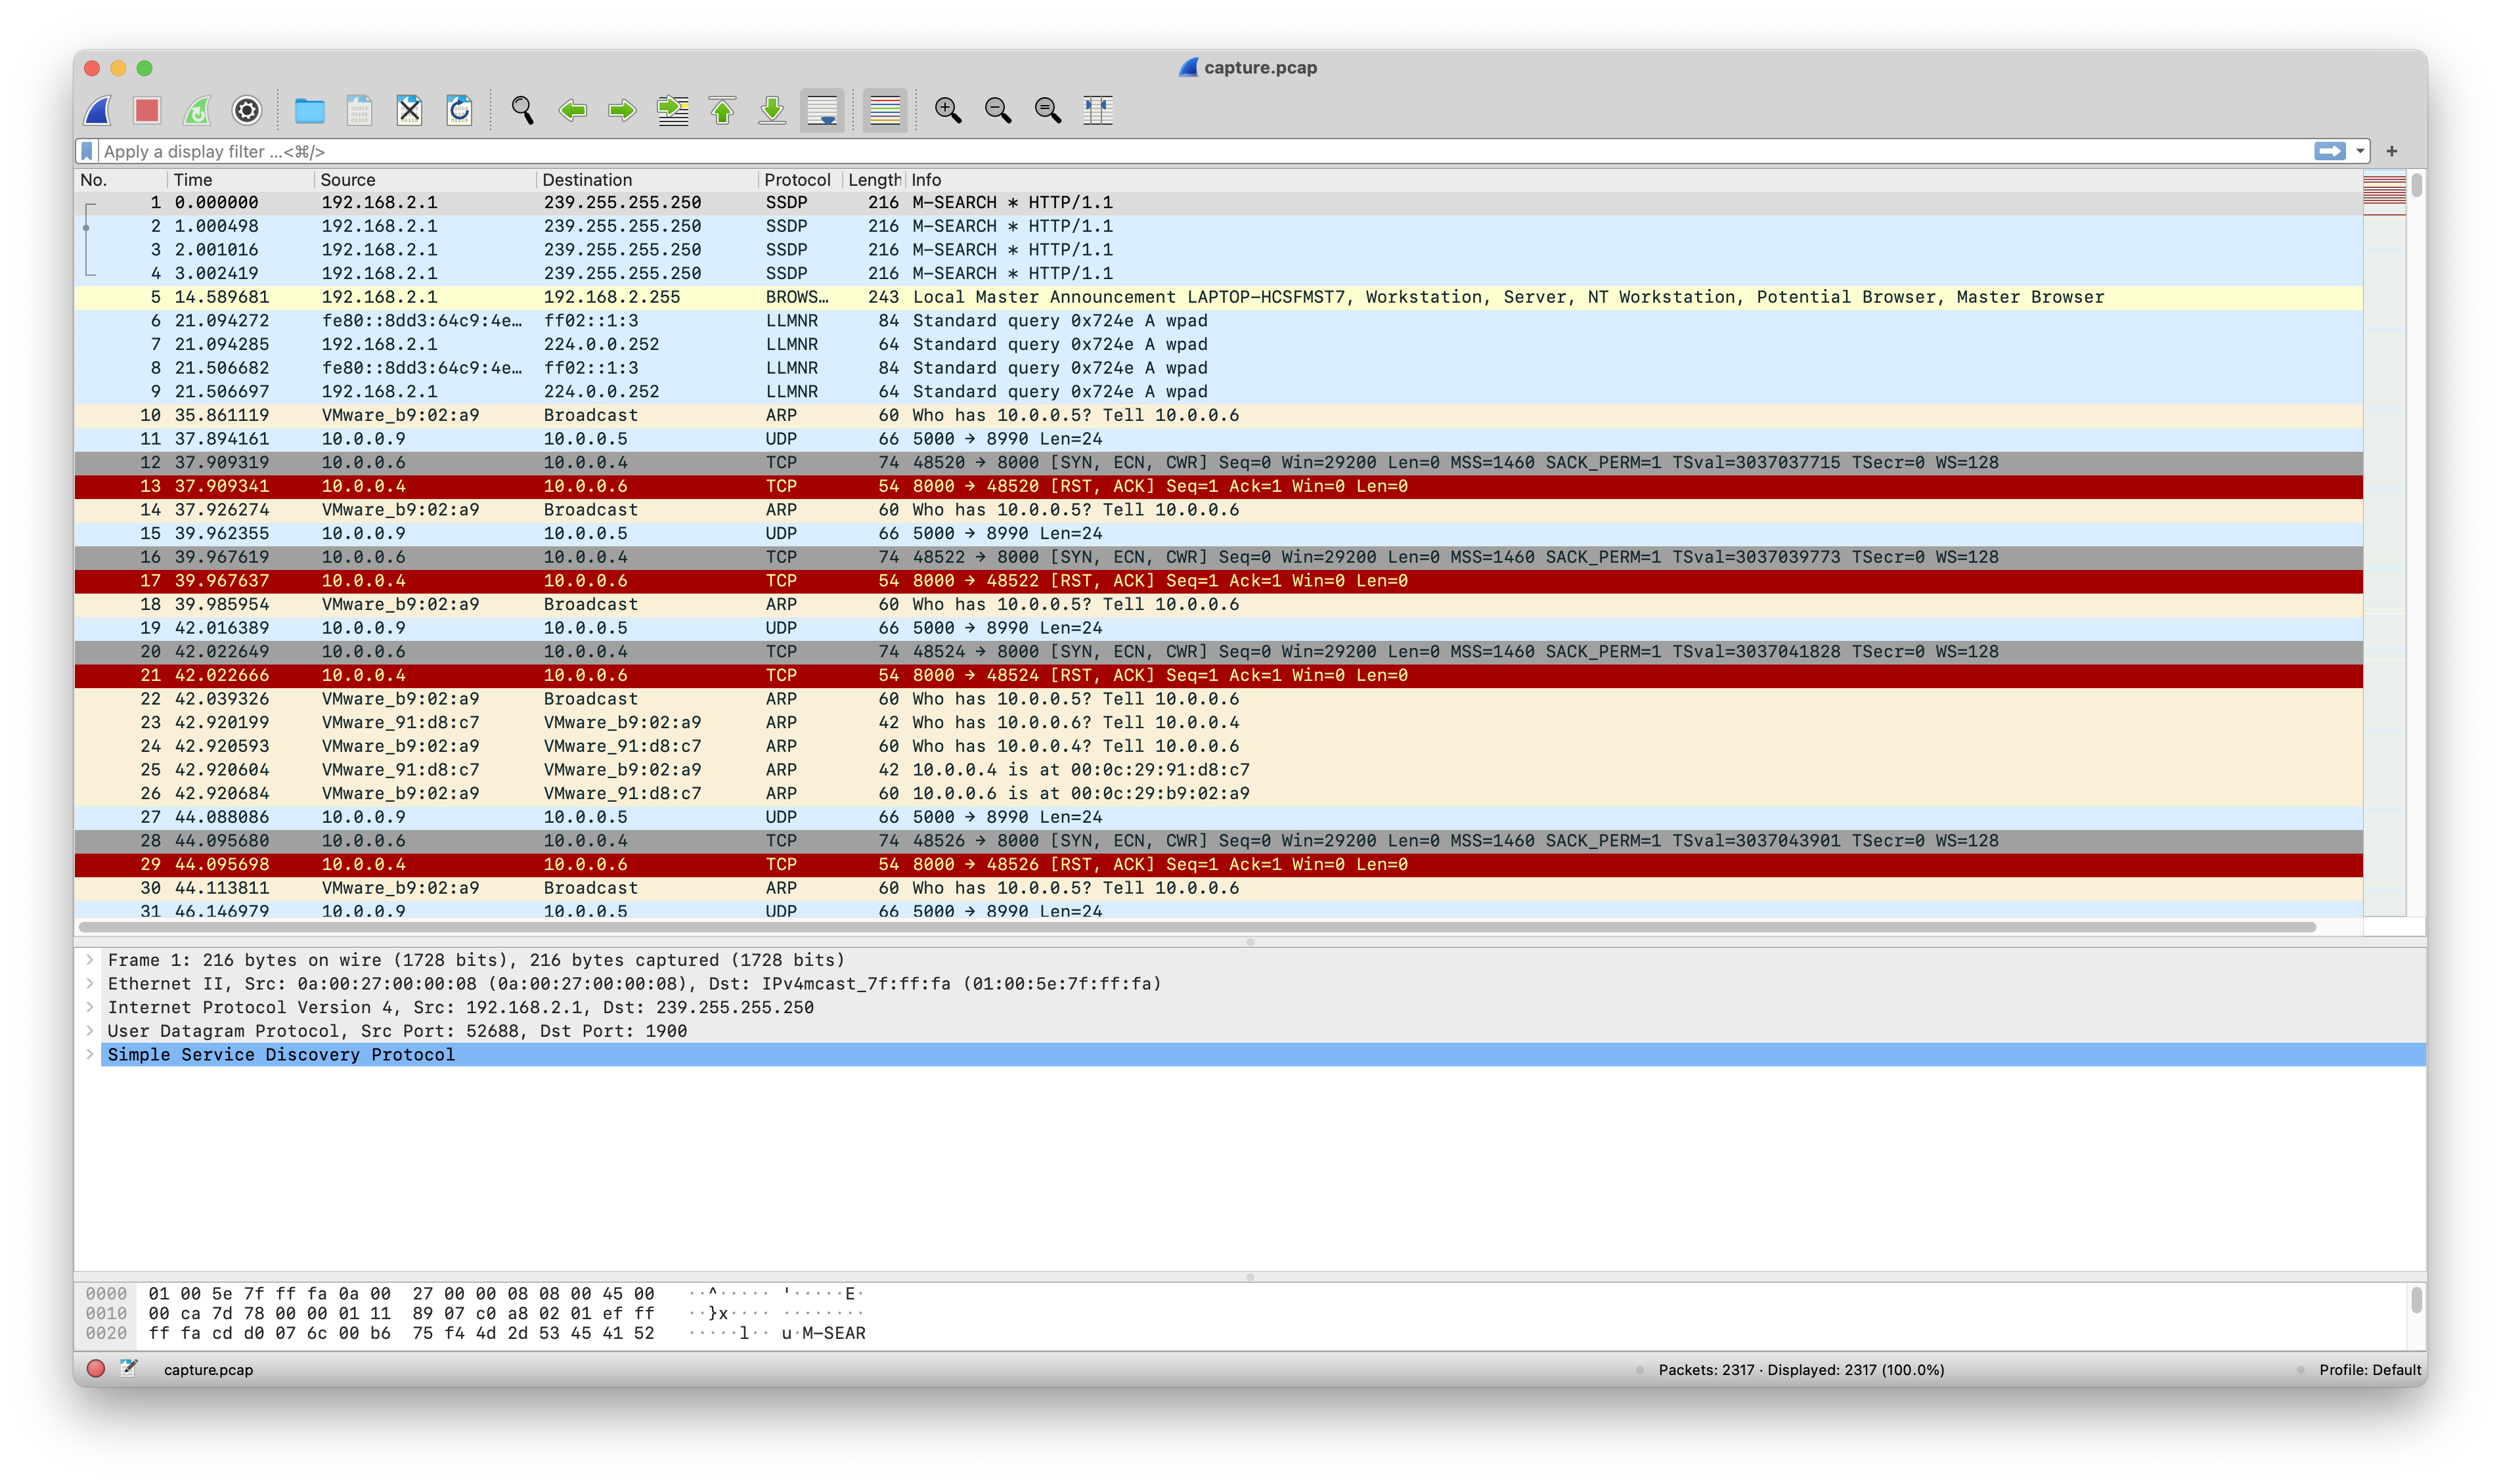 capture.pcap
Apply a display filter ...<⌘/>
+
No. Time Source Destination Protocol Length Info
1 0.000000 192.168.2.1 239.255.255.250 SSDP 216 M-SEARCH * HTTP/1.1
2 1.000498 192.168.2.1 239.255.255.250 SSDP 216 M-SEARCH * HTTP/1.1
3 2.001016 192.168.2.1 239.255.255.250 SSDP 216 M-SEARCH * HTTP/1.1
4 3.002419 192.168.2.1 239.255.255.250 SSDP 216 M-SEARCH * HTTP/1.1
5 14.589681 192.168.2.1 192.168.2.255 BROWS… 243 Local Master Announcement LAPTOP-HCSFMST7, Workstation, Server, NT Workstation, Potential Browser, Master Browser
6 21.094272 fe80::8dd3:64c9:4e… ff02::1:3 LLMNR 84 Standard query 0x724e A wpad
7 21.094285 192.168.2.1 224.0.0.252 LLMNR 64 Standard query 0x724e A wpad
8 21.506682 fe80::8dd3:64c9:4e… ff02::1:3 LLMNR 84 Standard query 0x724e A wpad
9 21.506697 192.168.2.1 224.0.0.252 LLMNR 64 Standard query 0x724e A wpad
10 35.861119 VMware_b9:02:a9 Broadcast ARP 60 Who has 10.0.0.5? Tell 10.0.0.6
11 37.894161 10.0.0.9 10.0.0.5 UDP 66 5000 → 8990 Len=24
12 37.909319 10.0.0.6 10.0.0.4 TCP 74 48520 → 8000 [SYN, ECN, CWR] Seq=0 Win=29200 Len=0 MSS=1460 SACK_PERM=1 TSval=3037037715 TSecr=0 WS=128
13 37.909341 10.0.0.4 10.0.0.6 TCP 54 8000 → 48520 [RST, ACK] Seq=1 Ack=1 Win=0 Len=0
14 37.926274 VMware_b9:02:a9 Broadcast ARP 60 Who has 10.0.0.5? Tell 10.0.0.6
15 39.962355 10.0.0.9 10.0.0.5 UDP 66 5000 → 8990 Len=24
16 39.967619 10.0.0.6 10.0.0.4 TCP 74 48522 → 8000 [SYN, ECN, CWR] Seq=0 Win=29200 Len=0 MSS=1460 SACK_PERM=1 TSval=3037039773 TSecr=0 WS=128
17 39.967637 10.0.0.4 10.0.0.6 TCP 54 8000 → 48522 [RST, ACK] Seq=1 Ack=1 Win=0 Len=0
18 39.985954 VMware_b9:02:a9 Broadcast ARP 60 Who has 10.0.0.5? Tell 10.0.0.6
19 42.016389 10.0.0.9 10.0.0.5 UDP 66 5000 → 8990 Len=24
20 42.022649 10.0.0.6 10.0.0.4 TCP 74 48524 → 8000 [SYN, ECN, CWR] Seq=0 Win=29200 Len=0 MSS=1460 SACK_PERM=1 TSval=3037041828 TSecr=0 WS=128
21 42.022666 10.0.0.4 10.0.0.6 TCP 54 8000 → 48524 [RST, ACK] Seq=1 Ack=1 Win=0 Len=0
22 42.039326 VMware_b9:02:a9 Broadcast ARP 60 Who has 10.0.0.5? Tell 10.0.0.6
23 42.920199 VMware_91:d8:c7 VMware_b9:02:a9 ARP 42 Who has 10.0.0.6? Tell 10.0.0.4
24 42.920593 VMware_b9:02:a9 VMware_91:d8:c7 ARP 60 Who has 10.0.0.4? Tell 10.0.0.6
25 42.920604 VMware_91:d8:c7 VMware_b9:02:a9 ARP 42 10.0.0.4 is at 00:0c:29:91:d8:c7
26 42.920684 VMware_b9:02:a9 VMware_91:d8:c7 ARP 60 10.0.0.6 is at 00:0c:29:b9:02:a9
27 44.088086 10.0.0.9 10.0.0.5 UDP 66 5000 → 8990 Len=24
28 44.095680 10.0.0.6 10.0.0.4 TCP 74 48526 → 8000 [SYN, ECN, CWR] Seq=0 Win=29200 Len=0 MSS=1460 SACK_PERM=1 TSval=3037043901 TSecr=0 WS=128
29 44.095698 10.0.0.4 10.0.0.6 TCP 54 8000 → 48526 [RST, ACK] Seq=1 Ack=1 Win=0 Len=0
30 44.113811 VMware_b9:02:a9 Broadcast ARP 60 Who has 10.0.0.5? Tell 10.0.0.6
31 46.146979 10.0.0.9 10.0.0.5 UDP 66 5000 → 8990 Len=24
Frame 1: 216 bytes on wire (1728 bits), 216 bytes captured (1728 bits)
Ethernet II, Src: 0a:00:27:00:00:08 (0a:00:27:00:00:08), Dst: IPv4mcast_7f:ff:fa (01:00:5e:7f:ff:fa)
Internet Protocol Version 4, Src: 192.168.2.1, Dst: 239.255.255.250
User Datagram Protocol, Src Port: 52688, Dst Port: 1900
Simple Service Discovery Protocol
0000 01 00 5e 7f ff fa 0a 00 27 00 00 08 08 00 45 00 ··^····· '·····E·
0010 00 ca 7d 78 00 00 01 11 89 07 c0 a8 02 01 ef ff ··}x···· ········
0020 ff fa cd d0 07 6c 00 b6 75 f4 4d 2d 53 45 41 52 ·····l·· u·M-SEAR
capture.pcap Packets: 2317 · Displayed: 2317 (100.0%) Profile: Default